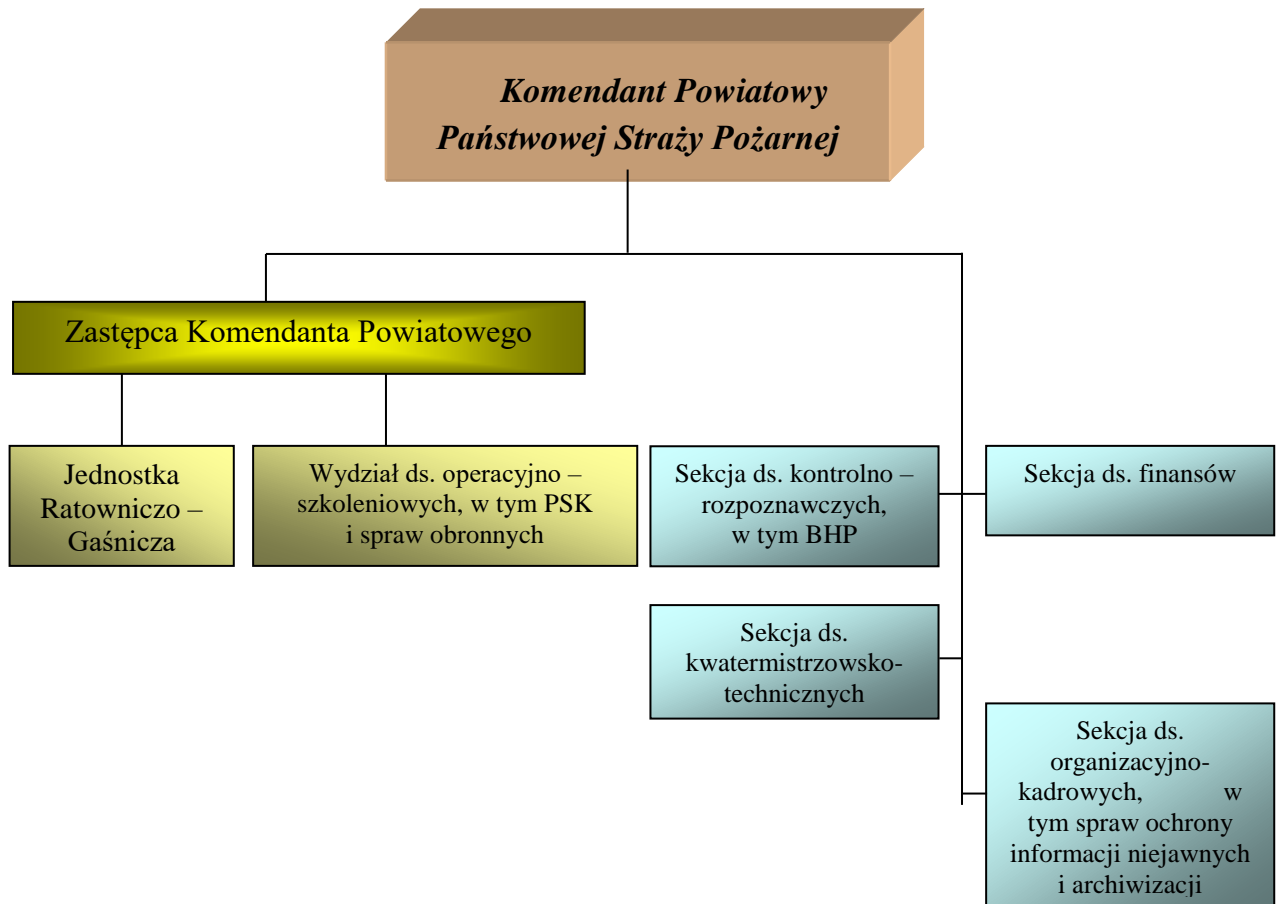 Komendant Powiatowy
Państwowej Straży Pożarnej
Zastępca Komendanta Powiatowego
Jednostka
Ratowniczo –
Gaśnicza
Wydział ds. operacyjno –
szkoleniowych, w tym PSK
i spraw obronnych
Sekcja ds. kontrolno –
rozpoznawczych,
w tym BHP
Sekcja ds. finansów
Sekcja ds.
kwatermistrzowsko-
technicznych
Sekcja ds.
organizacyjno-
kadrowych, w
tym spraw ochrony
informacji niejawnych
i archiwizacji